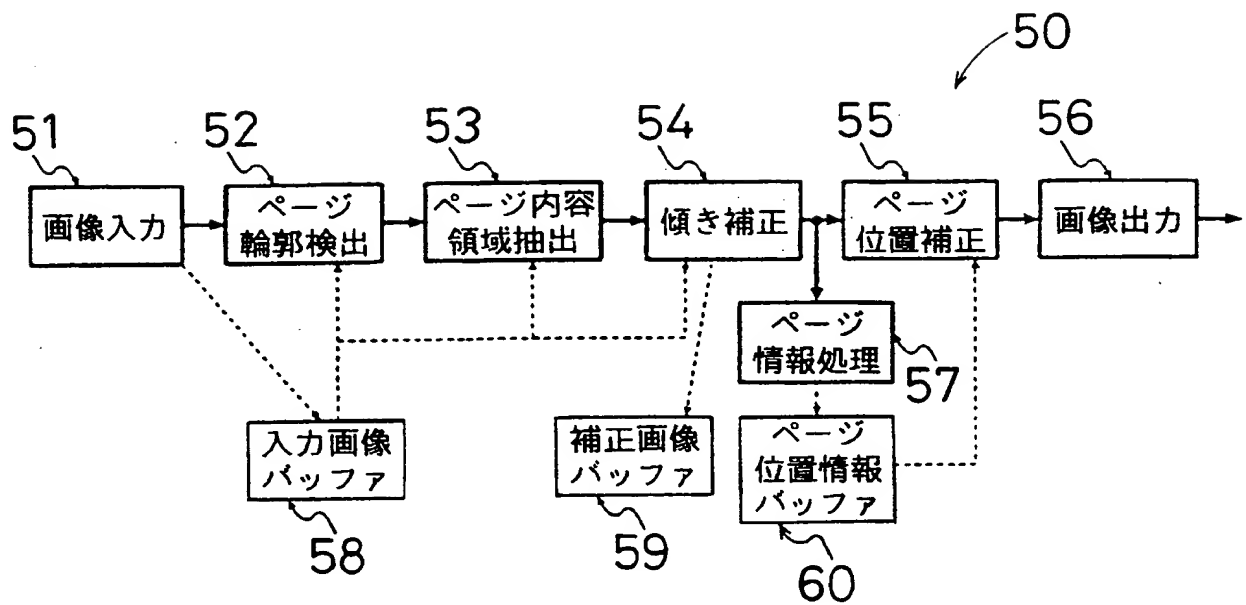 50
51
52
53
54
55
56
画像入力
ページ
輪郭検出
ページ内容
領域抽出
傾き補正
ページ
位置補正
画像出力
ページ
情報処理
57
入力画像
バッファ
58
補正画像
バッファ
59
ページ
位置情報
バッファ
60